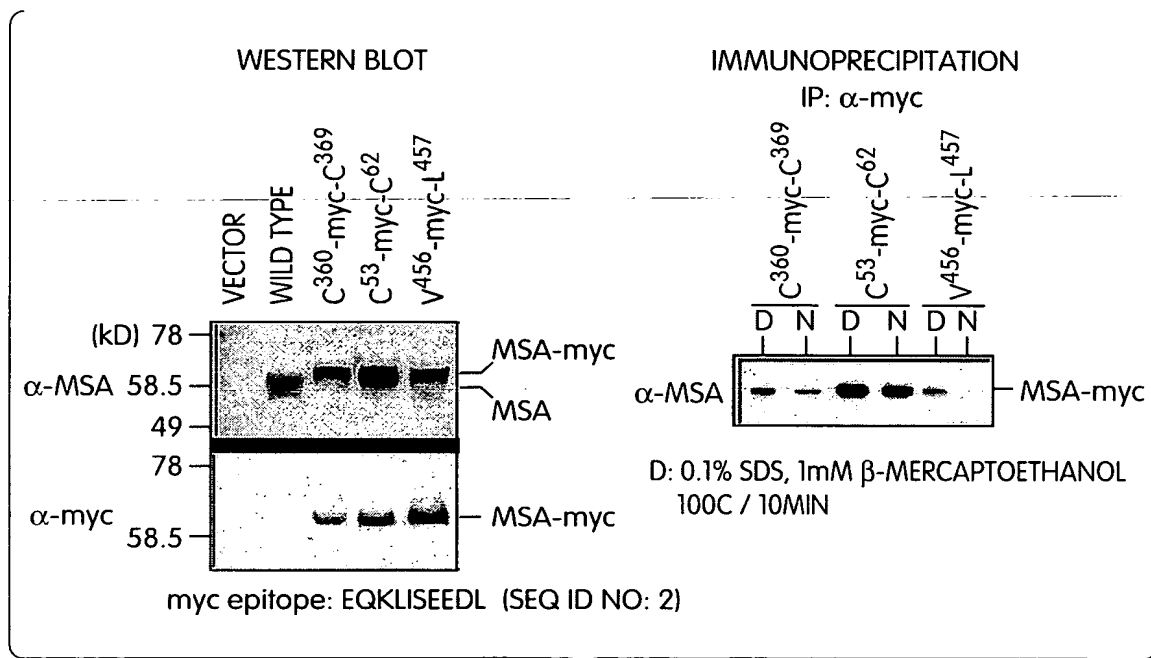 WESTERN BLOT
VECTOR
WILD TYPE
C360-myc-C369
C53-myc-C62
V456-myc-L457
(kD) 78
α-MSA 58.5
49
MSA-myc
MSA
78
α-myc
58.5
MSA-myc
myc epitope: EQKLISEEDL (SEQ ID NO: 2)
IMMUNOPRECIPITATION
IP: α-myc
C360-myc-C369
C53-myc-C62
V456-myc-L457
D N D N D N
α-MSA
MSA-myc
D: 0.1% SDS, 1mM β-MERCAPTOETHANOL
100C / 10MIN